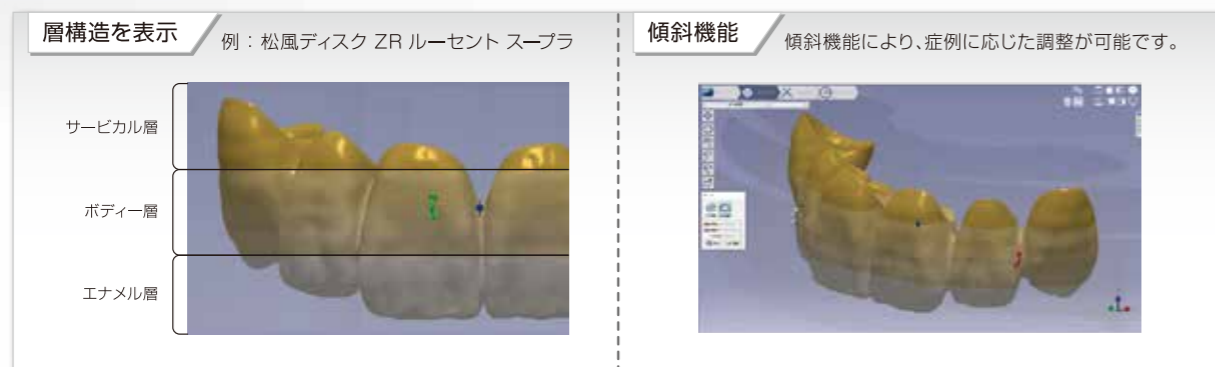 層構造を表示
例：松風ディスク ZR ルーセント スープラ
サービカル層
ボディー層
エナメル層
傾斜機能
傾斜機能により、症例に応じた調整が可能です。